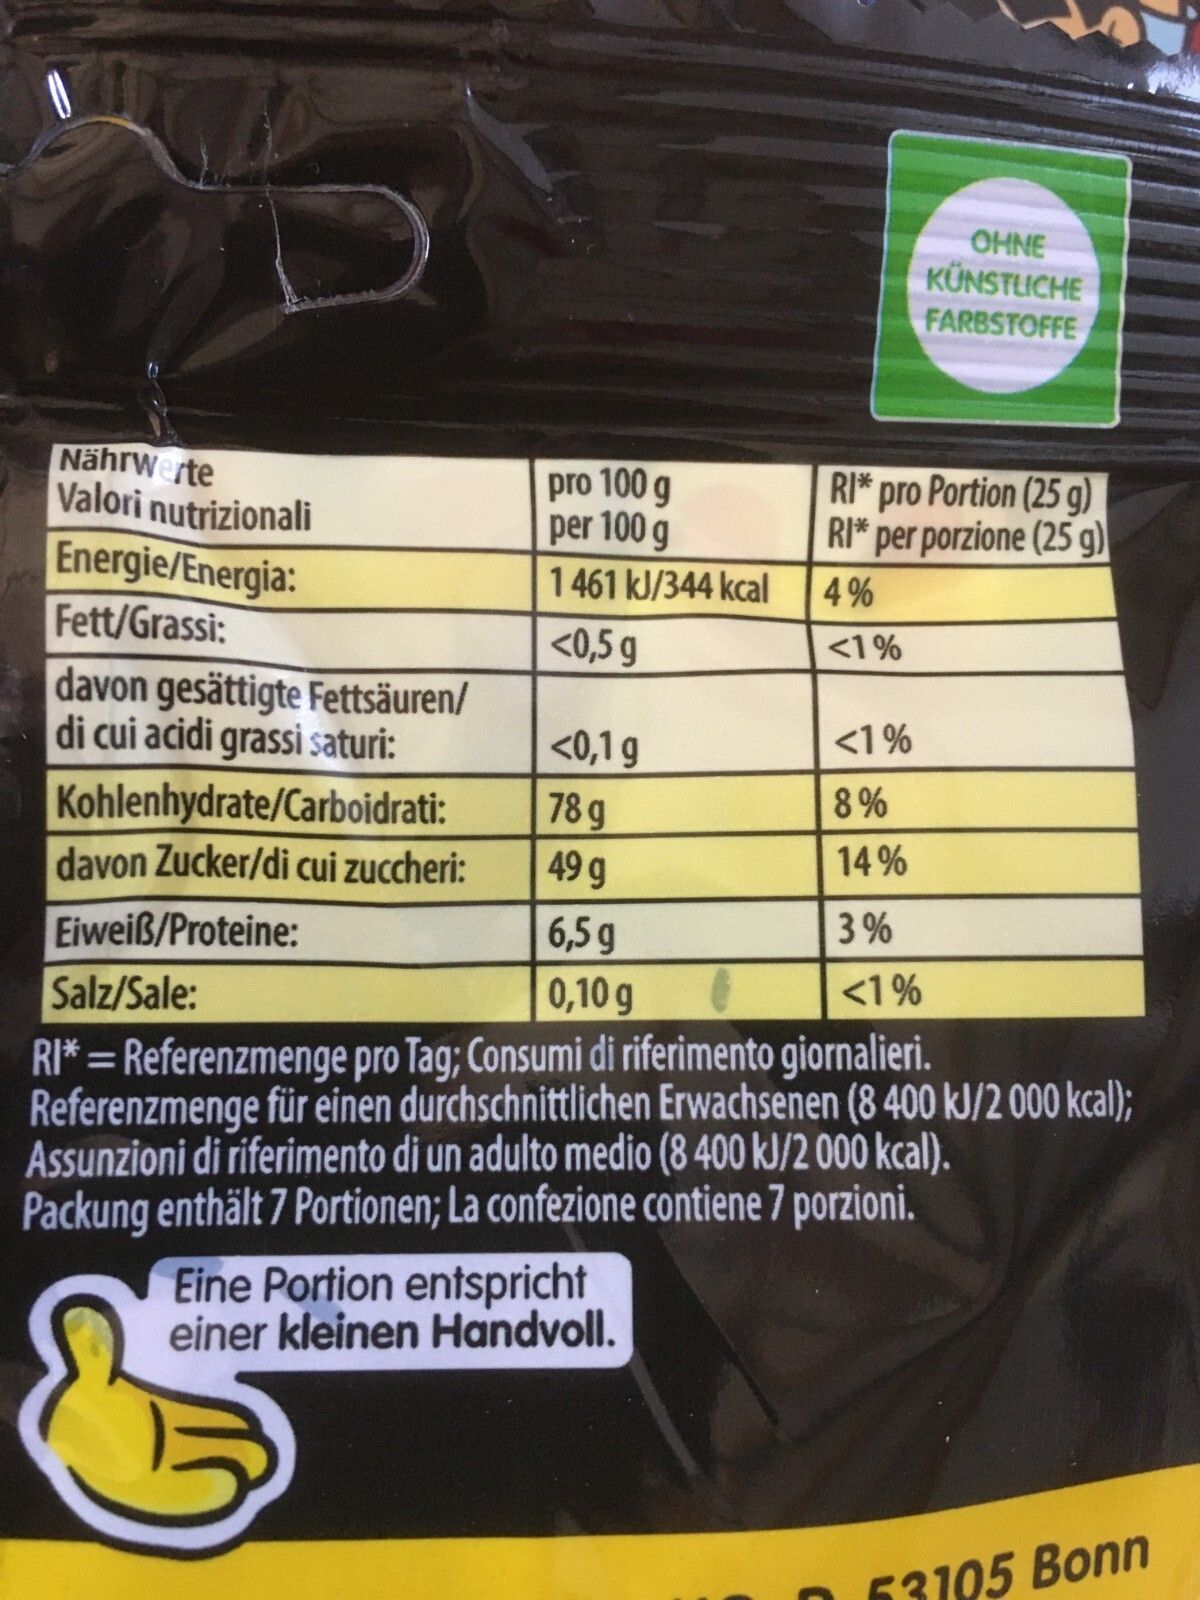 OHNE
KÜNSTLICHE
FARBSTOFFE
Nährwerte
Valori nutrizionali
pro 100 g
per 100 g
RI* pro Portion (25 g)
RI* per porzione (25 g)
Energie/Energia: 1 461 kJ/344 kcal 4 %
Fett/Grassi: <0,5 g <1 %
davon gesättigte Fettsäuren/
di cui acidi grassi saturi: <0,1 g <1 %
Kohlenhydrate/Carboidrati: 78 g 8 %
davon Zucker/di cui zuccheri: 49 g 14 %
Eiweiß/Proteine: 6,5 g 3 %
Salz/Sale: 0,10 g <1 %
RI* = Referenzmenge pro Tag; Consumi di riferimento giornalieri.
Referenzmenge für einen durchschnittlichen Erwachsenen (8 400 kJ/2 000 kcal);
Assunzioni di riferimento di un adulto medio (8 400 kJ/2 000 kcal).
Packung enthält 7 Portionen; La confezione contiene 7 porzioni.
Eine Portion entspricht
einer kleinen Handvoll.
53105 Bonn